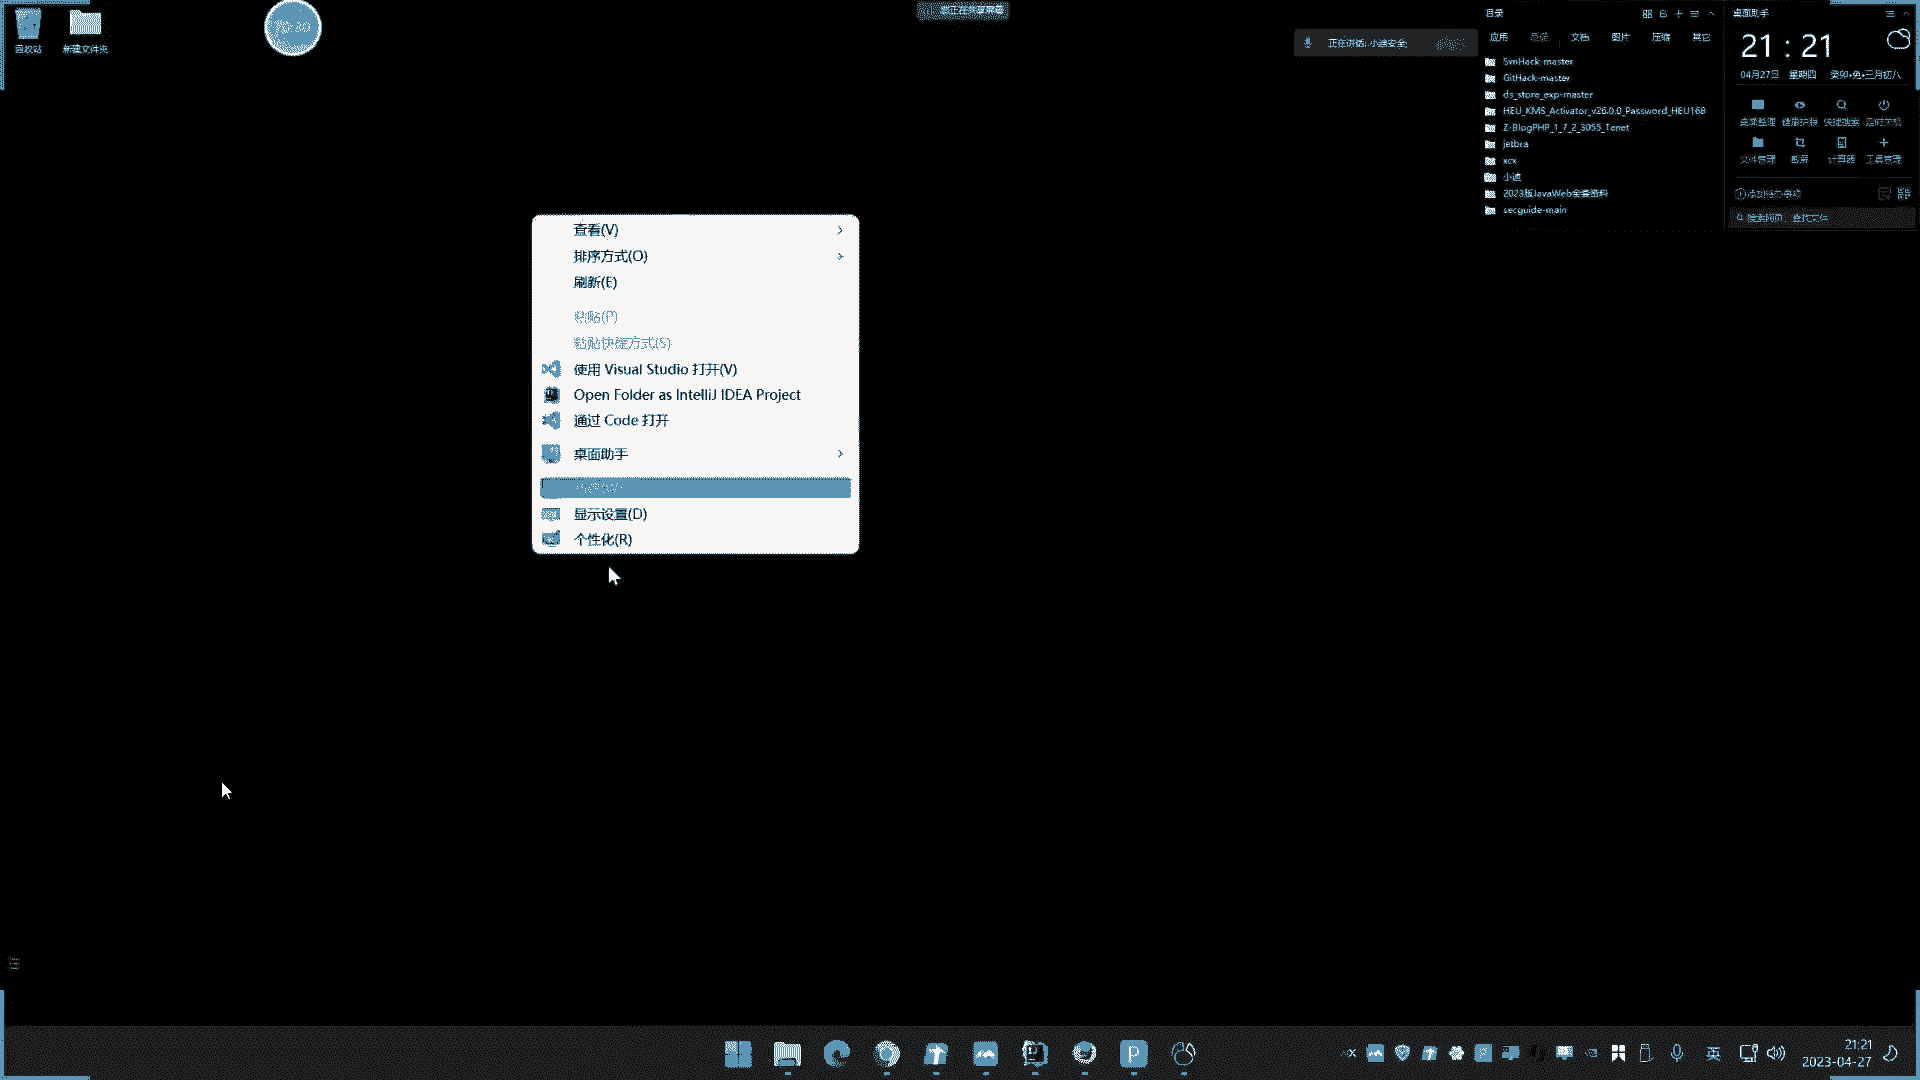 回收站
新建文件夹
您正在共享屏幕
正在讲话: 小迪安全;
目录
应用 目录 文档 图片 压缩 其它
SvnHack-master
GitHack-master
ds_store_exp-master
HEU_KMS_Activator_v26.0.0_Password_HEU168
Z-BlogPHP_1_7_2_3055_Tenet
jetbra
xcx
小迪
2023版JavaWeb全套资料
secguide-main
桌面助手
21 : 21
04月27日 星期四 癸卯•兔•三月初八
桌面整理 健康护眼 快捷搜索 定时关机
文件管理 截屏 计算器 工具管理
添加待办事项
搜索网页、查找文件
查看(V)
排序方式(O)
刷新(E)
粘贴(P)
粘贴快捷方式(S)
使用 Visual Studio 打开(V)
Open Folder as IntelliJ IDEA Project
通过 Code 打开
桌面助手
显示设置(D)
个性化(R)
英
21:21
2023-04-27